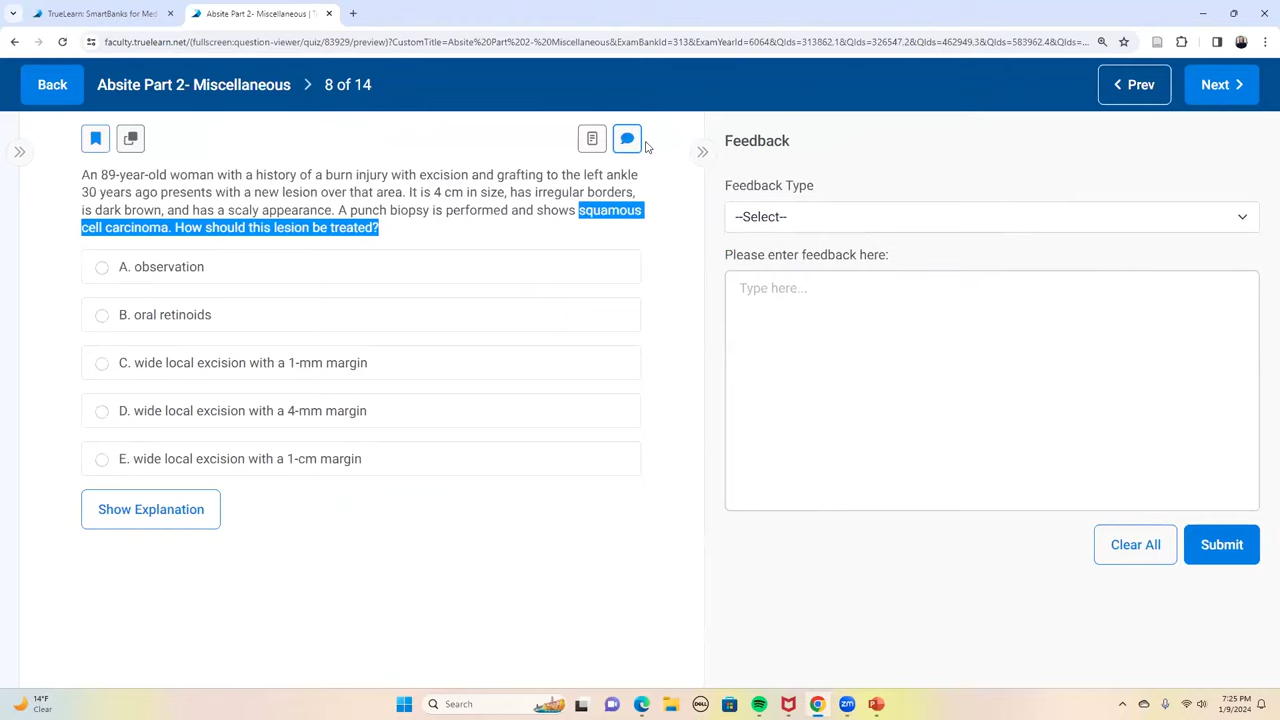 TrueLearn: SmartBanks for Med
Absite Part 2- Miscellaneous | T
faculty.truelearn.net/(fullscreen:question-viewer/quiz/83929/preview)?CustomTitle=Absite%20Part%202-%20Miscellaneous&ExamBankId=313&ExamYearId=6064&QIds=313862.1&QIds=326547.2&QIds=462949.3&QIds=583962.4&QIds=...
Back
Absite Part 2- Miscellaneous > 8 of 14
Prev
Next
An 89-year-old woman with a history of a burn injury with excision and grafting to the left ankle
30 years ago presents with a new lesion over that area. It is 4 cm in size, has irregular borders,
is dark brown, and has a scaly appearance. A punch biopsy is performed and shows squamous
cell carcinoma. How should this lesion be treated?
A. observation
B. oral retinoids
C. wide local excision with a 1-mm margin
D. wide local excision with a 4-mm margin
E. wide local excision with a 1-cm margin
Show Explanation
Feedback
Feedback Type
--Select--
Please enter feedback here:
Type here...
Clear All
Submit
14°F
Clear
Search
DELL
zm
7:25 PM
1/9/2024